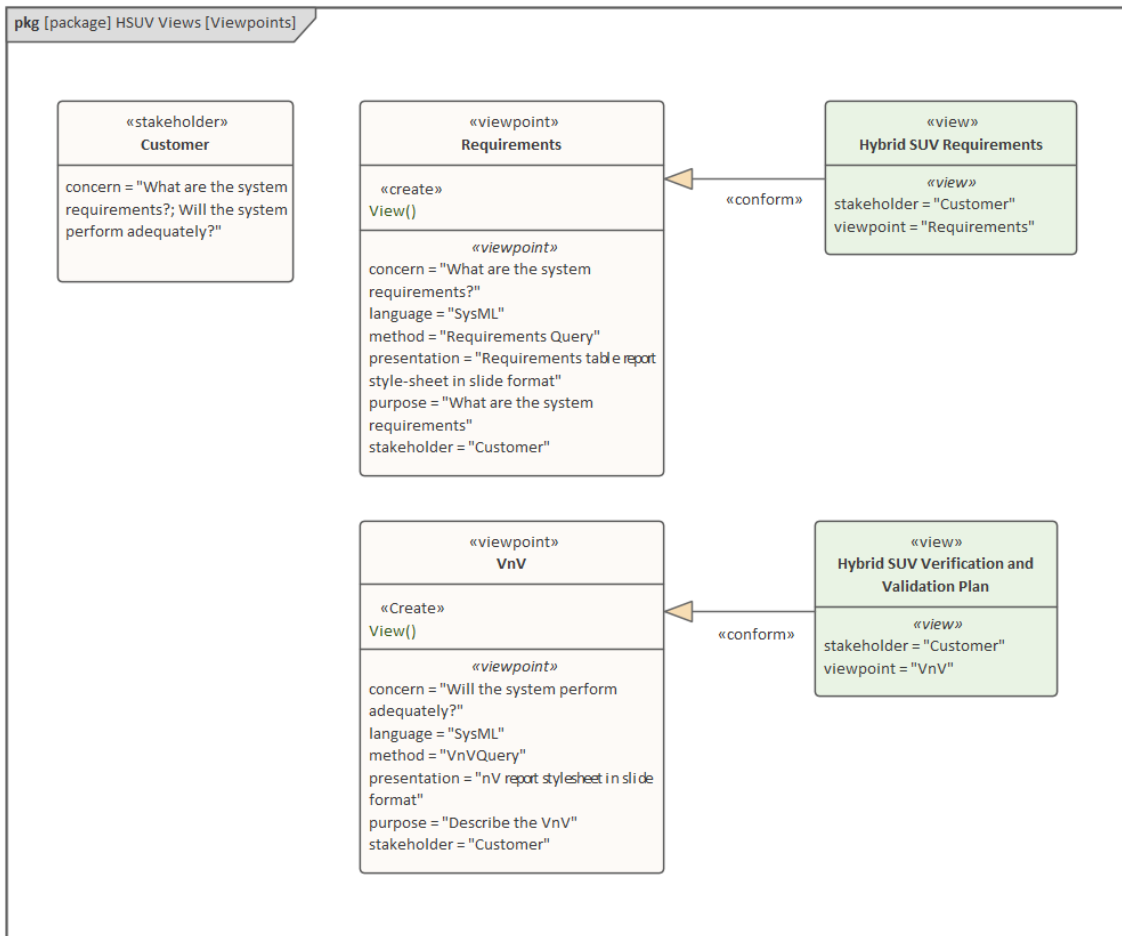 pkg [package] HSUV Views [Viewpoints]
«stakeholder»
Customer
concern = "What are the system
requirements?; Will the system
perform adequately?"
«viewpoint»
Requirements
«create»
View()
«viewpoint»
concern = "What are the system
requirements?"
language = "SysML"
method = "Requirements Query"
presentation = "Requirements table report
style-sheet in slide format"
purpose = "What are the system
requirements"
stakeholder = "Customer"
«conform»
«view»
Hybrid SUV Requirements
«view»
stakeholder = "Customer"
viewpoint = "Requirements"
«viewpoint»
VnV
«Create»
View()
«viewpoint»
concern = "Will the system perform
adequately?"
language = "SysML"
method = "VnVQuery"
presentation = "nV report stylesheet in slide
format"
purpose = "Describe the VnV"
stakeholder = "Customer"
«conform»
«view»
Hybrid SUV Verification and
Validation Plan
«view»
stakeholder = "Customer"
viewpoint = "VnV"